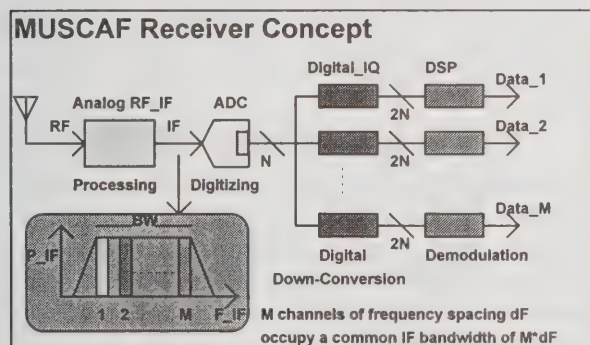 MUSCAF Receiver Concept
Digital_IQ DSP Data_1
Analog RF_IF ADC
RF IF N 2N Data_2
2N
Processing Digitizing
BW
P_IF
Data_M
2N
Digital Demodulation
Down-Conversion
1 2 M F_IF
M channels of frequency spacing dF
occupy a common IF bandwidth of M*dF